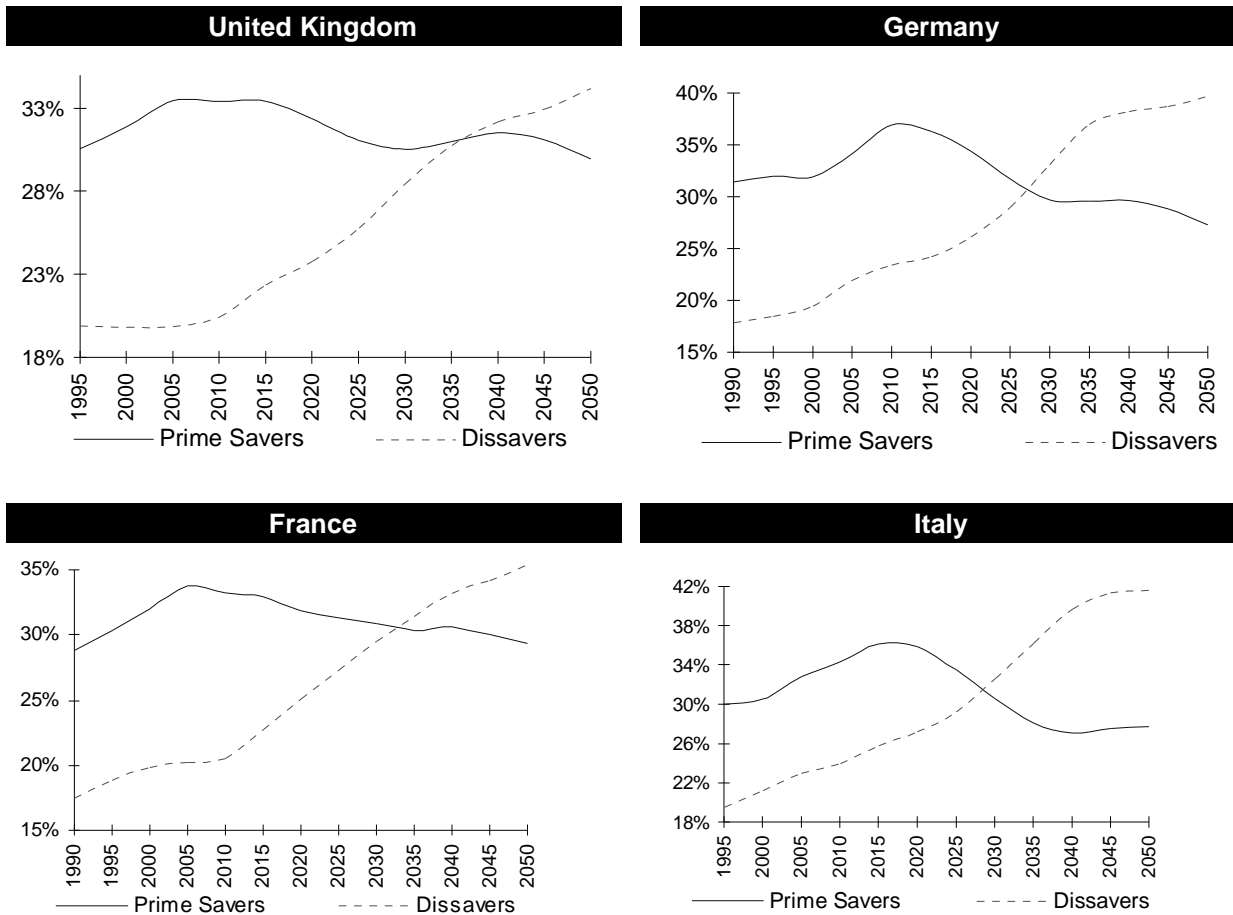 United Kingdom
33%
28%
23%
18%
1995 2000 2005 2010 2015 2020 2025 2030 2035 2040 2045 2050
Prime Savers Dissavers
Germany
40%
35%
30%
25%
20%
15%
1990 1995 2000 2005 2010 2015 2020 2025 2030 2035 2040 2045 2050
Prime Savers Dissavers
France
35%
30%
25%
20%
15%
1990 1995 2000 2005 2010 2015 2020 2025 2030 2035 2040 2045 2050
Prime Savers Dissavers
Italy
42%
38%
34%
30%
26%
22%
18%
1995 2000 2005 2010 2015 2020 2025 2030 2035 2040 2045 2050
Prime Savers Dissavers